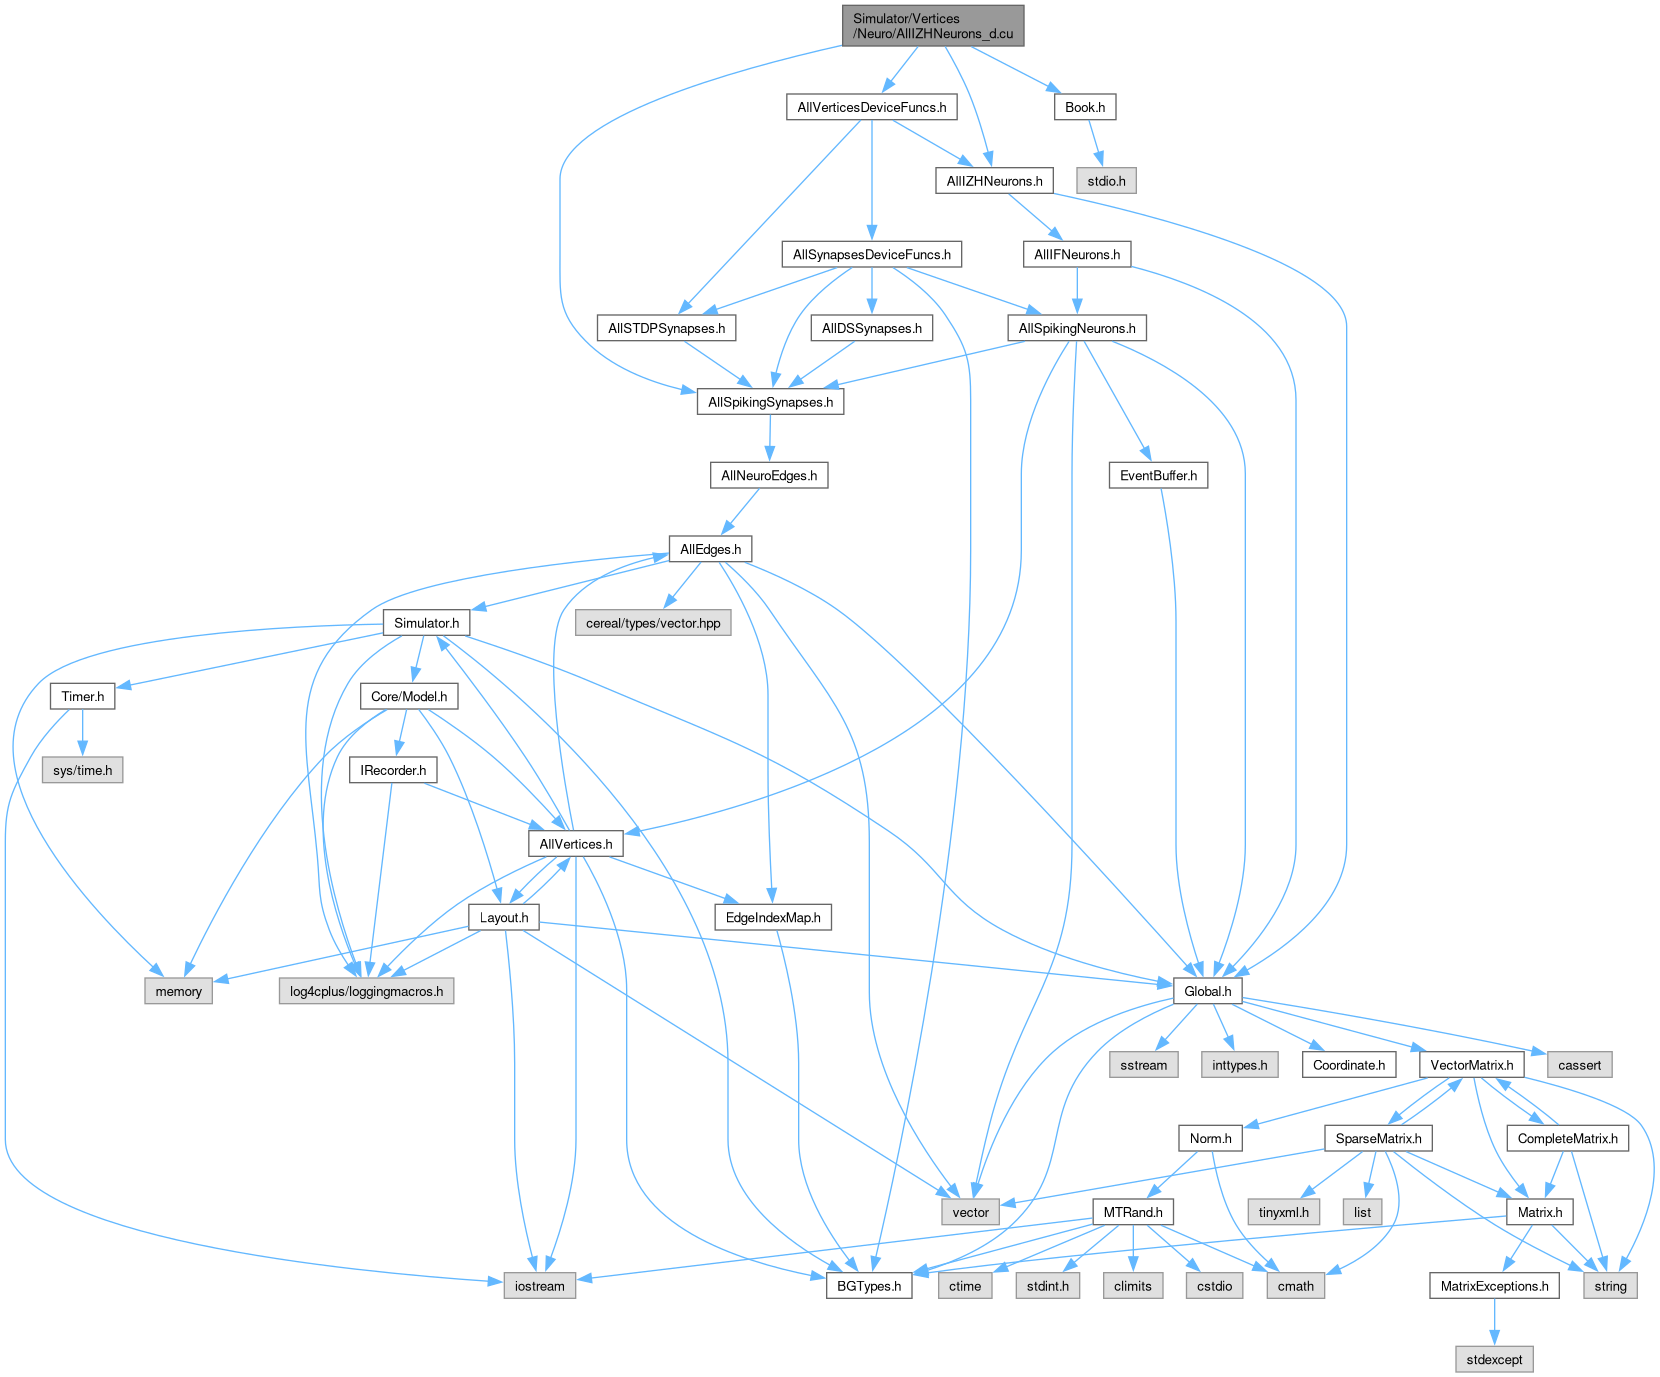 Simulator/Vertices
/Neuro/AllIZHNeurons_d.cu
AllVerticesDeviceFuncs.h
Book.h
AllIZHNeurons.h
stdio.h
AllSynapsesDeviceFuncs.h
AllIFNeurons.h
AllSTDPSynapses.h
AllDSSynapses.h
AllSpikingNeurons.h
AllSpikingSynapses.h
AllNeuroEdges.h
EventBuffer.h
AllEdges.h
Simulator.h
cereal/types/vector.hpp
Timer.h
Core/Model.h
sys/time.h
IRecorder.h
AllVertices.h
Layout.h
EdgeIndexMap.h
memory
log4cplus/loggingmacros.h
Global.h
sstream
inttypes.h
Coordinate.h
VectorMatrix.h
cassert
Norm.h
SparseMatrix.h
CompleteMatrix.h
vector
MTRand.h
tinyxml.h
list
Matrix.h
iostream
BGTypes.h
ctime
stdint.h
climits
cstdio
cmath
MatrixExceptions.h
string
stdexcept